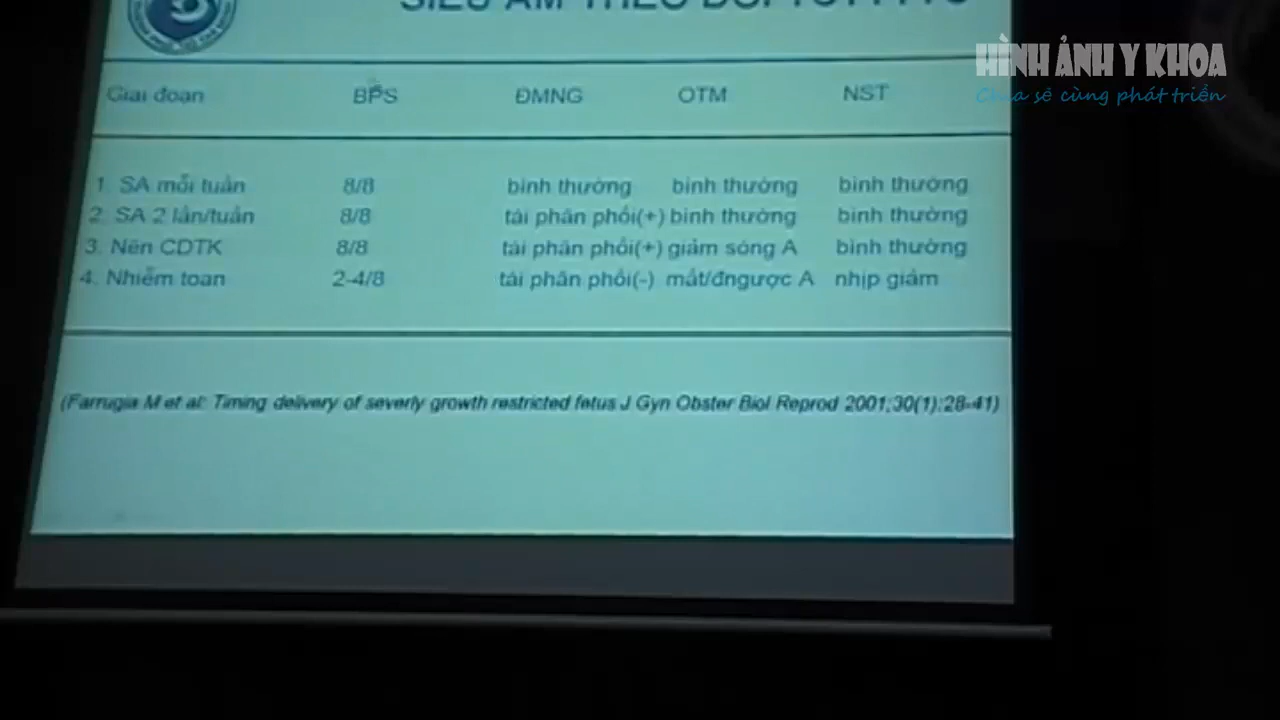 SIÊU ÂM THEO DÕI
HÌNH ẢNH Y KHOA
Chia sẻ cùng phát triển
Giai đoạn BPS ĐMNG OTM NST
1. SA mỗi tuần 8/8 bình thường bình thường bình thường
2. SA 2 lần/tuần 8/8 tái phân phối(+) bình thường bình thường
3. Nên CDTK 8/8 tái phân phối(+) giảm sóng A bình thường
4. Nhiễm toan 2-4/8 tái phân phối(-) mất/đngược A nhịp giảm
(Farrugia M et al: Timing delivery of severly growth restricted fetus J Gyn Obster Biol Reprod 2001;30(1):28-41)